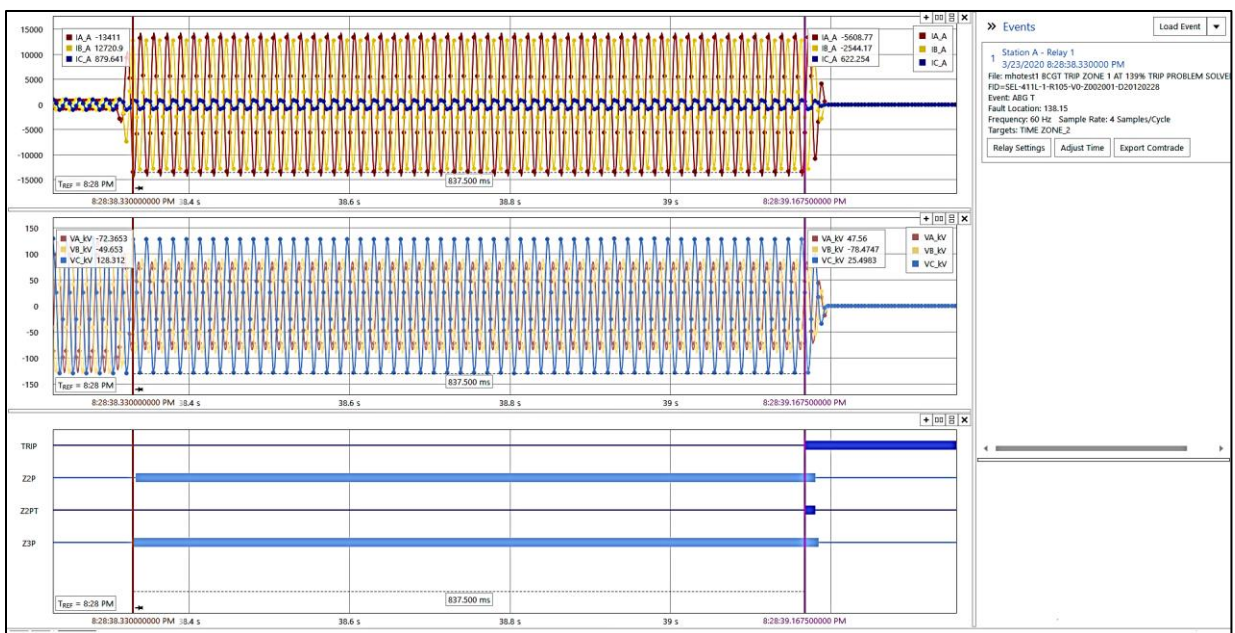 15000
10000
5000
0
-5000
-10000
-15000
IA_A -13411
IB_A 12720.9
IC_A 879.641
IA_A -5608.77
IB_A -2544.17
IC_A 622.254
IA_A
IB_A
IC_A
TREF = 8:28 PM
837.500 ms
8:28:38.330000000 PM 38.4 s 38.6 s 38.8 s 39 s 8:28:39.167500000 PM
150
100
50
0
-50
-100
-150
VA_kV -72.3653
VB_kV -49.653
VC_kV 128.312
VA_kV 47.56
VB_kV -78.4747
VC_kV 25.4983
VA_kV
VB_kV
VC_kV
TREF = 8:28 PM
837.500 ms
8:28:38.330000000 PM 38.4 s 38.6 s 38.8 s 39 s 8:28:39.167500000 PM
TRIP
Z2P
Z2PT
Z3P
TREF = 8:28 PM
837.500 ms
8:28:38.330000000 PM 38.4 s 38.6 s 38.8 s 39 s 8:28:39.167500000 PM
Events
Load Event
1 Station A - Relay 1
3/23/2020 8:28:38.330000 PM
File: mhotest1 BCGT TRIP ZONE 1 AT 139% TRIP PROBLEM SOLVE
FID=SEL-411L-1-R105-V0-Z002001-D20120228
Event: ABG T
Fault Location: 138.15
Frequency: 60 Hz Sample Rate: 4 Samples/Cycle
Targets: TIME ZONE_2
Relay Settings Adjust Time Export Comtrade